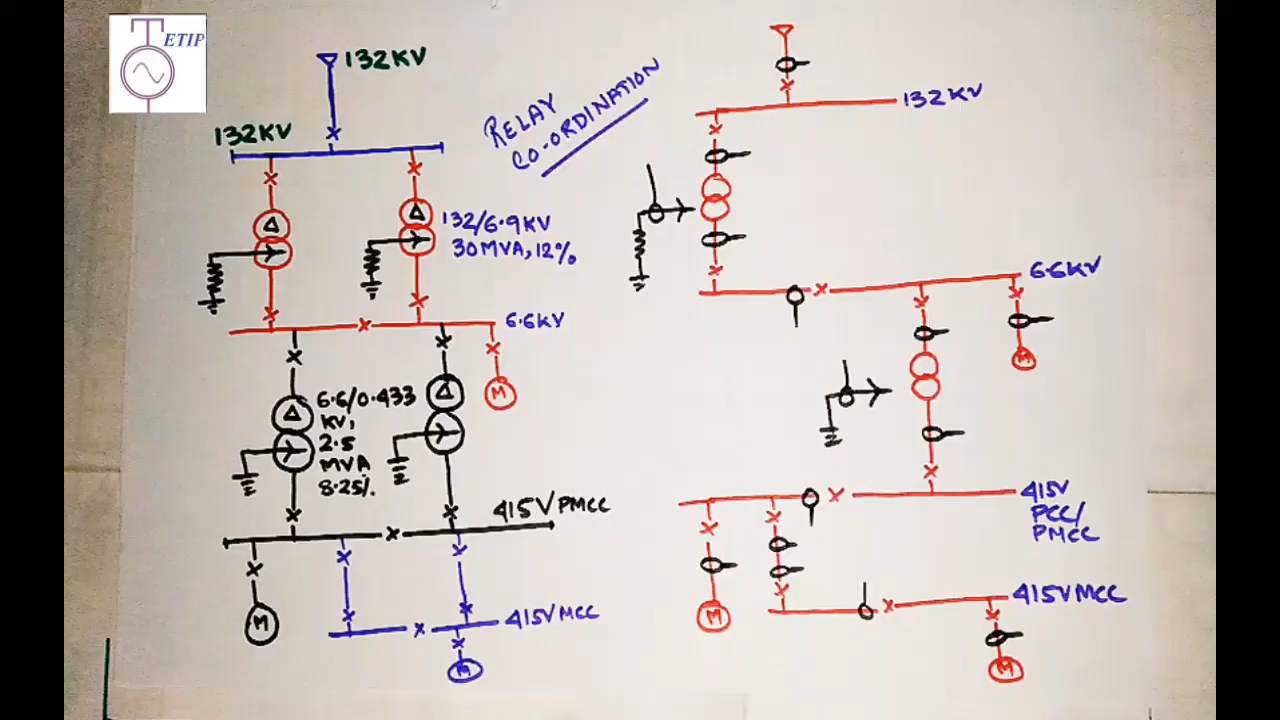 ETIP
132KV
132KV
RELAY
CO-ORDINATION
132/6.9KV
30MVA, 12%
6.6KV
M
6.6/0.433
KV,
2.5
MVA
8.25%.
415V PMCC
M
415V MCC
M
132KV
6.6KV
M
415V
PCC/
PMCC
M
415V MCC
M